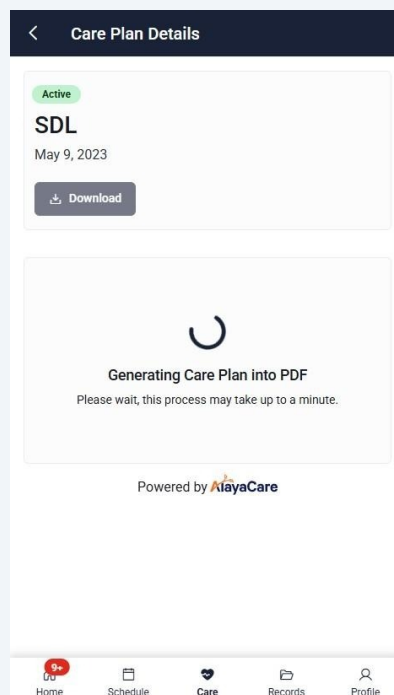 Care Plan Details
Active
SDL
May 9, 2023
Download
Generating Care Plan into PDF
Please wait, this process may take up to a minute.
Powered by AlayaCare
9+
Home Schedule Care Records Profile